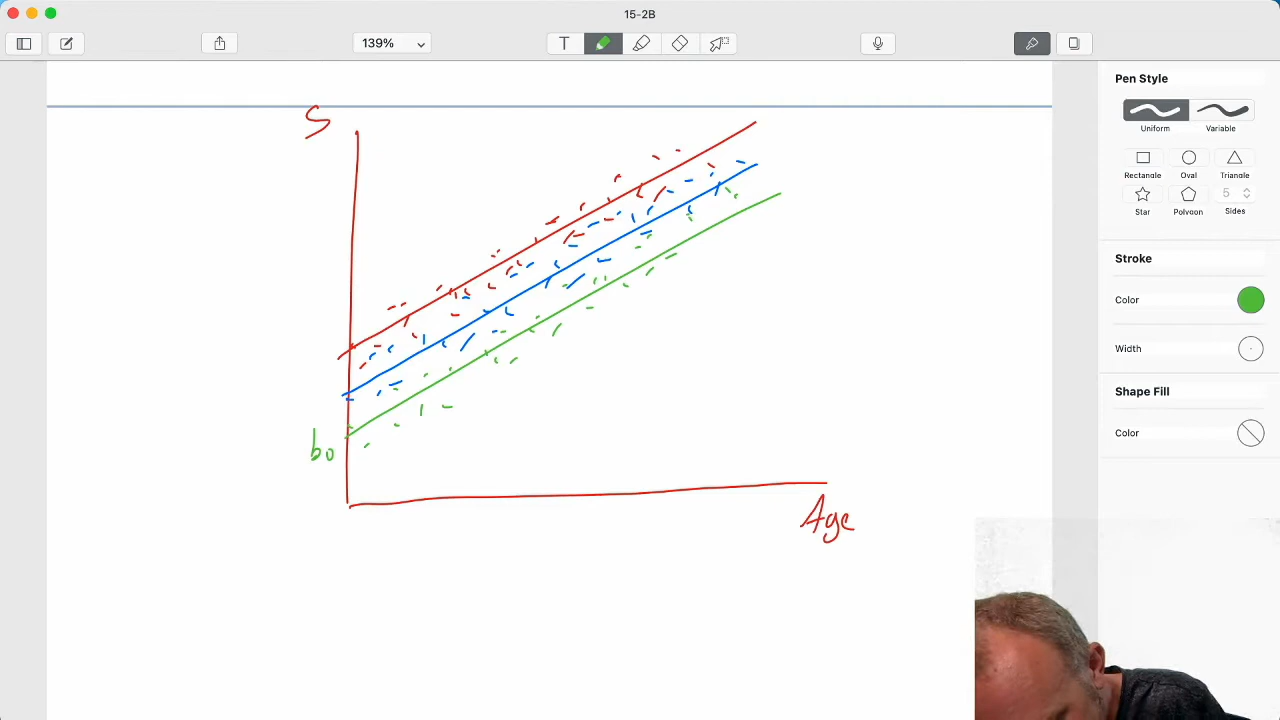 15-2B
139%
T
Pen Style
Uniform
Variable
Rectangle
Oval
Triangle
Star
Polygon
5
Sides
Stroke
Color
Width
Shape Fill
Color
S
b0
Age